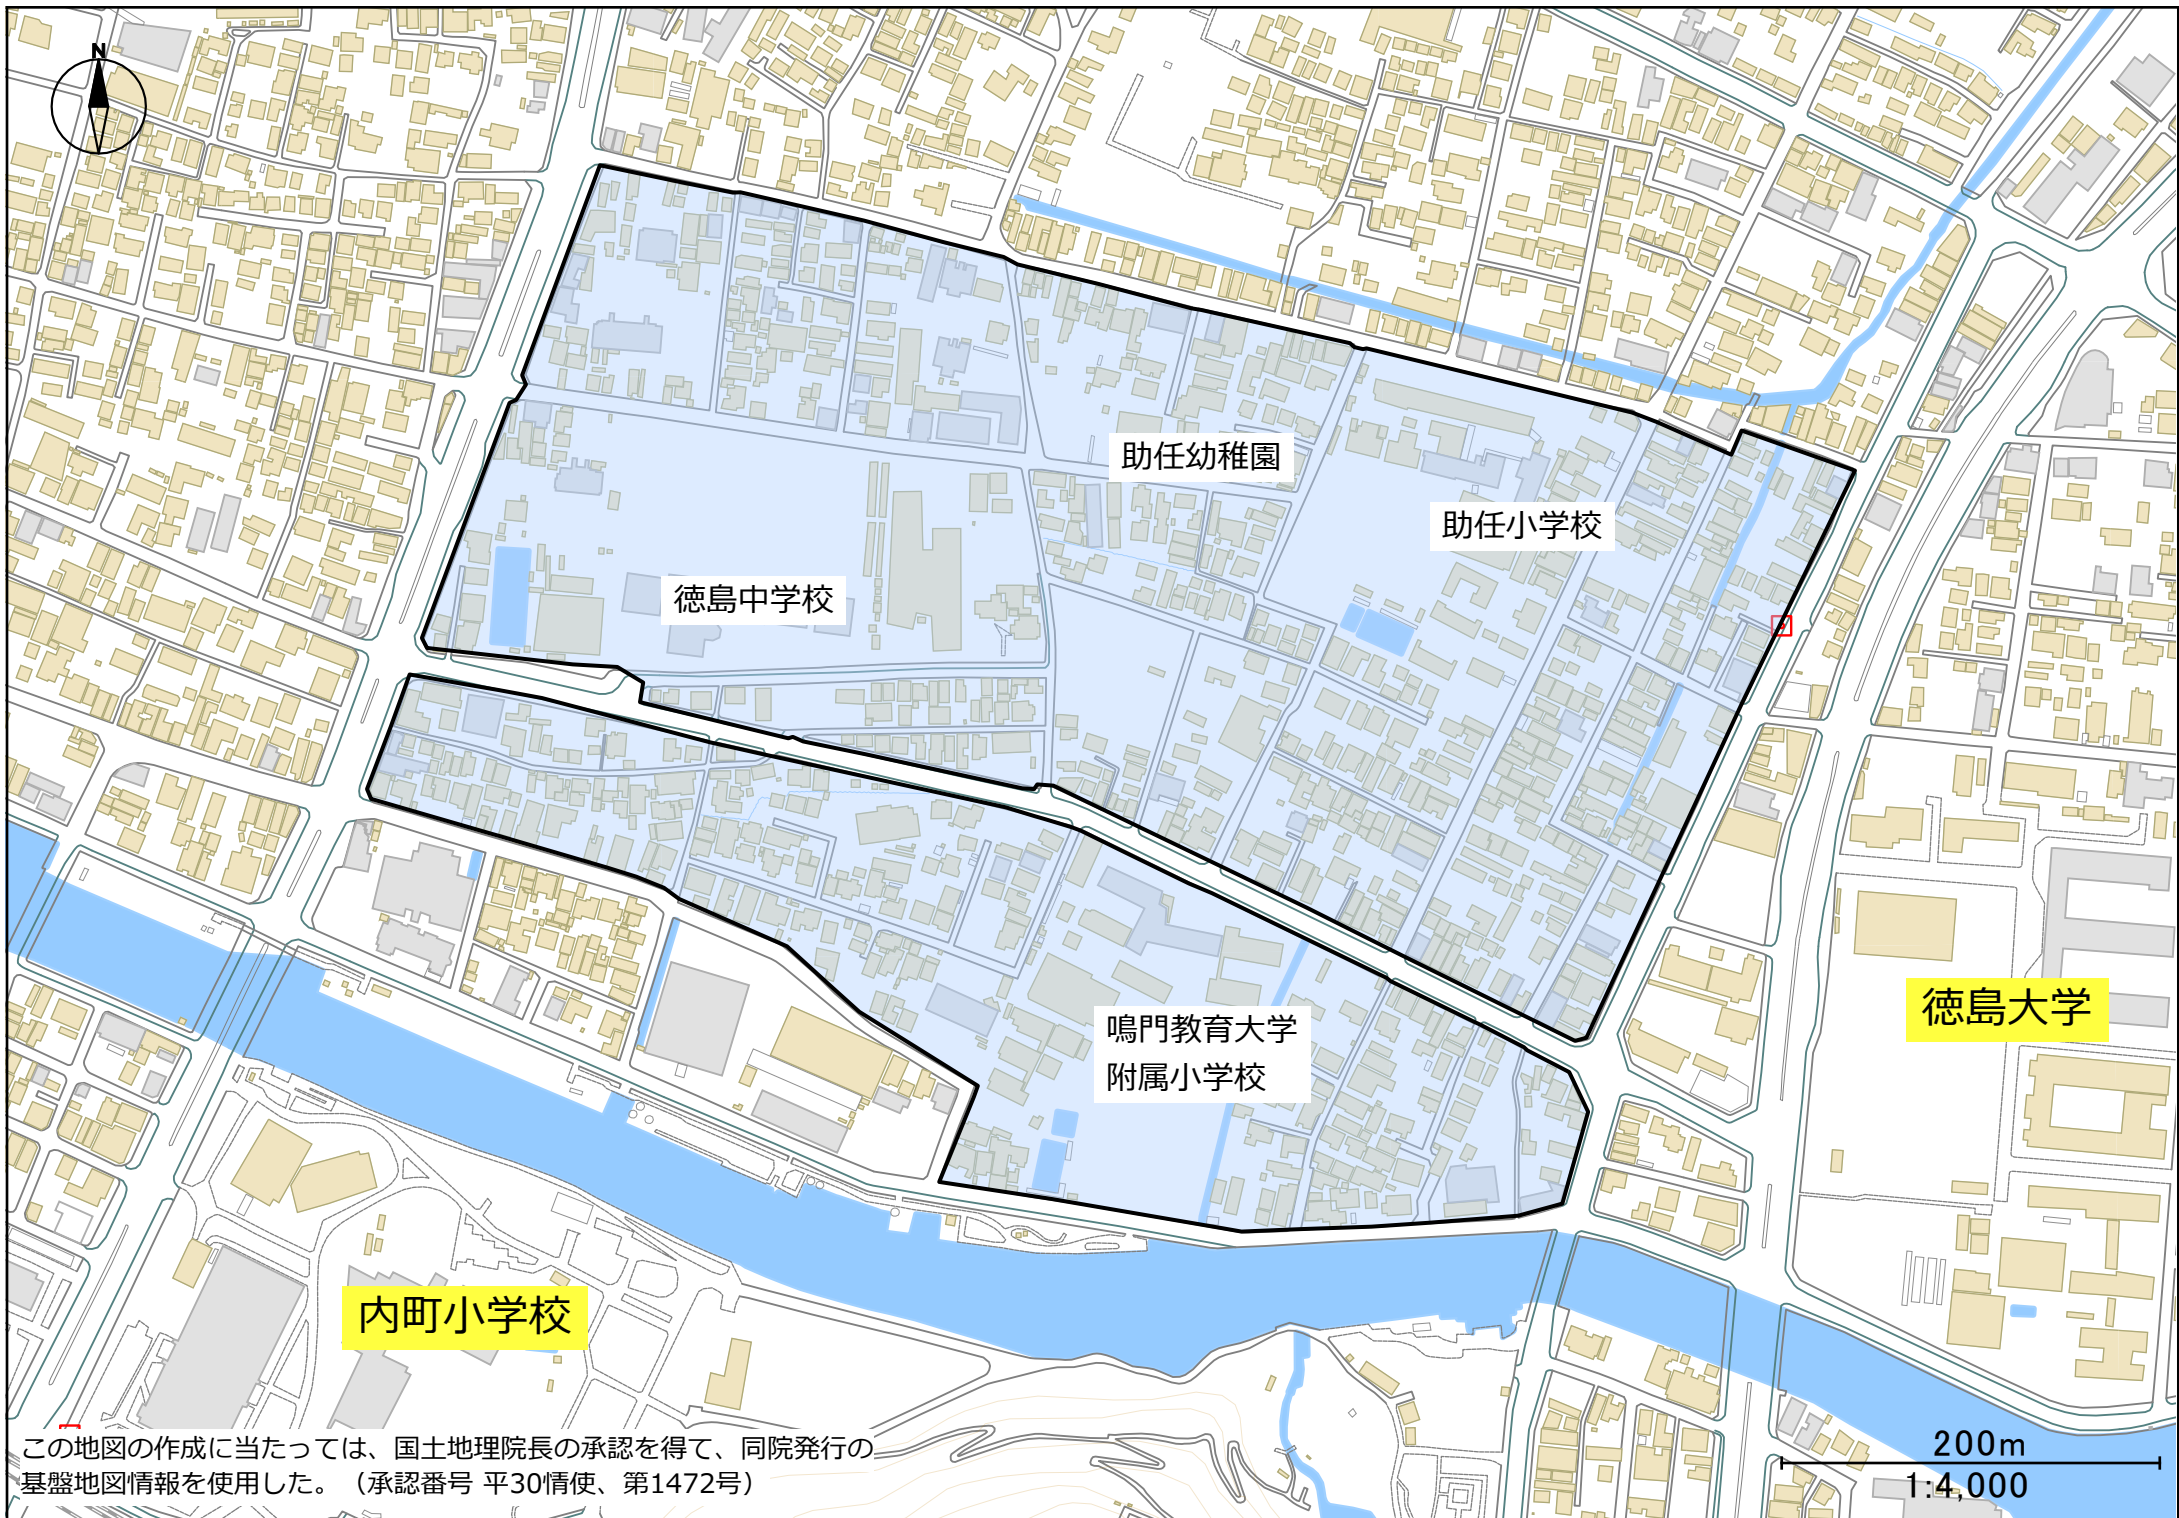 N
助任幼稚園
助任小学校
徳島中学校
徳島大学
鳴門教育大学
附属小学校
内町小学校
この地図の作成に当たっては、国土地理院長の承認を得て、同院発行の
基盤地図情報を使用した。（承認番号 平30情使、第1472号）
200m
1:4,000